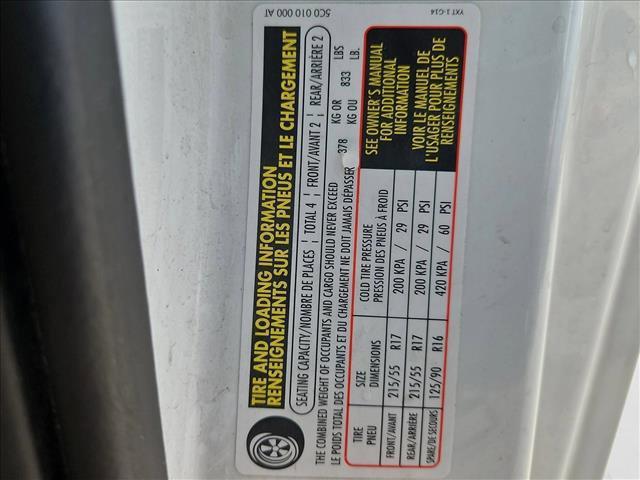 5C0 010 000 AT
YXT 1-G14
TIRE AND LOADING INFORMATION
RENSEIGNEMENTS SUR LES PNEUS ET LE CHARGEMENT
SEATING CAPACITY/NOMBRE DE PLACES ¦ TOTAL 4 ¦ FRONT/AVANT 2 ¦ REAR/ARRIÈRE 2
THE COMBINED WEIGHT OF OCCUPANTS AND CARGO SHOULD NEVER EXCEED KG OR LBS
LE POIDS TOTAL DES OCCUPANTS ET DU CHARGEMENT NE DOIT JAMAIS DÉPASSER 378 KG OU 833 LB.
TIRE SIZE COLD TIRE PRESSURE
PNEU DIMENSIONS PRESSION DES PNEUS À FROID
FRONT/AVANT 215/55 R17 200 KPA / 29 PSI
REAR/ARRIÈRE 215/55 R17 200 KPA / 29 PSI
SPARE/DE SECOURS 125/90 R16 420 KPA / 60 PSI
SEE OWNER'S MANUAL
FOR ADDITIONAL
INFORMATION
VOIR LE MANUEL DE
L'USAGER POUR PLUS DE
RENSEIGNEMENTS